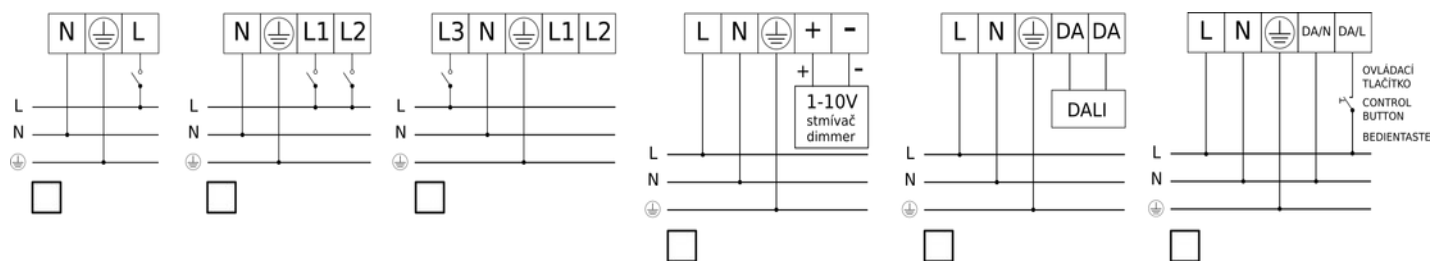 N L
L
N
N L1 L2
L
N
L3 N L1 L2
L
N
L N + -
+ -
1-10V
stmívač
dimmer
L
N
L N DA DA
DALI
L
N
L N DA/N DA/L
OVLÁDACÍ
TLAČÍTKO
CONTROL
BUTTON
BEDIENTASTE
L
N